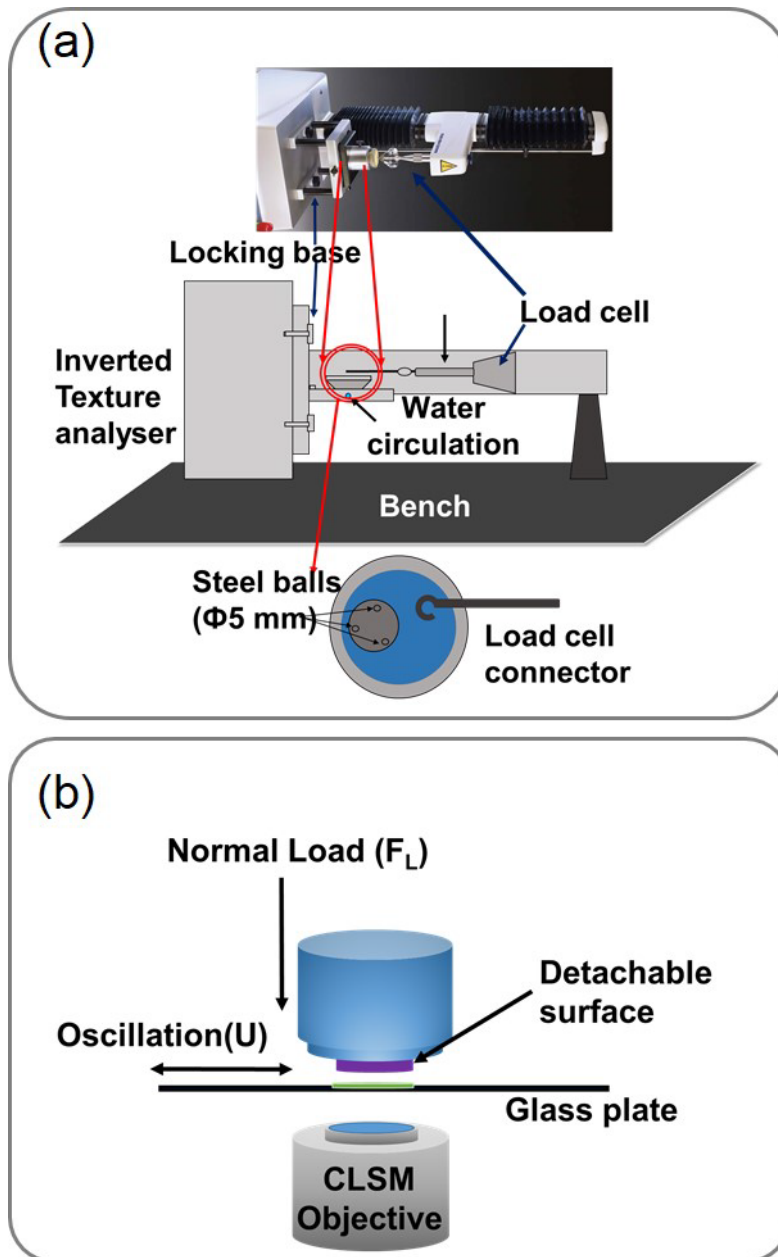 (a)
Locking base
Load cell
Inverted
Texture
analyser
Water
circulation
Bench
Steel balls
(Φ5 mm)
Load cell
connector
(b)
Normal Load (FL)
Detachable
surface
Oscillation(U)
Glass plate
CLSM
Objective